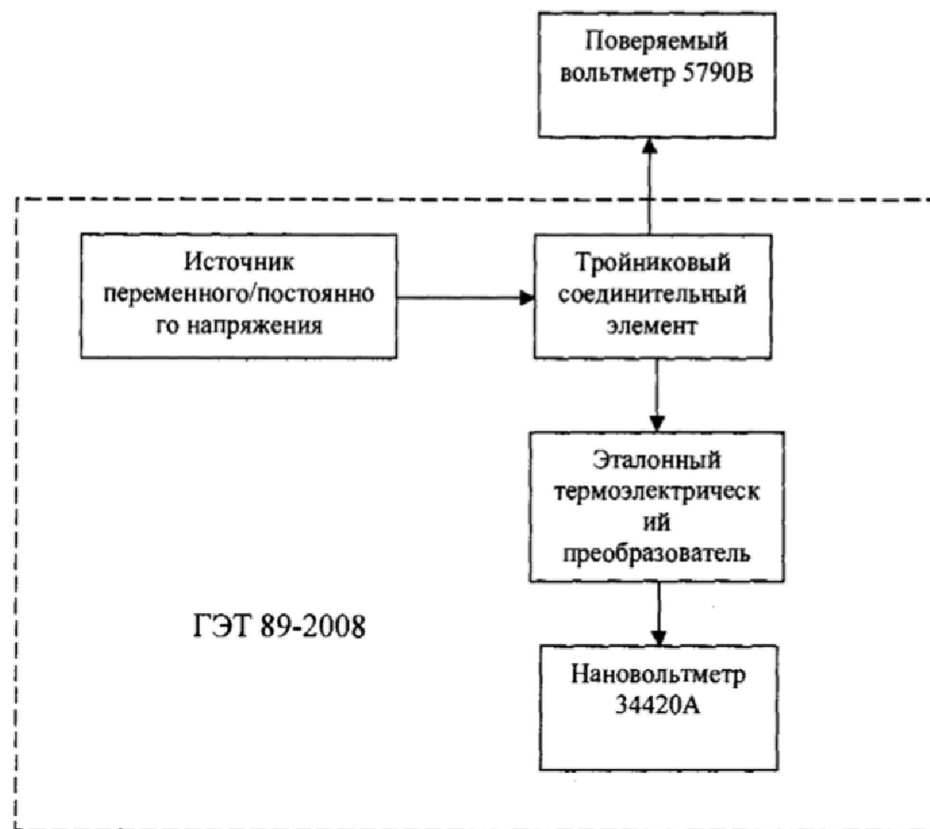 Поверяемый
вольтметр 5790В
Источник
переменного/постоянно
го напряжения
Тройниковый
соединительный
элемент
Эталонный
термоэлектрическ
ий
преобразователь
ГЭТ 89-2008
Нановольтметр
34420А